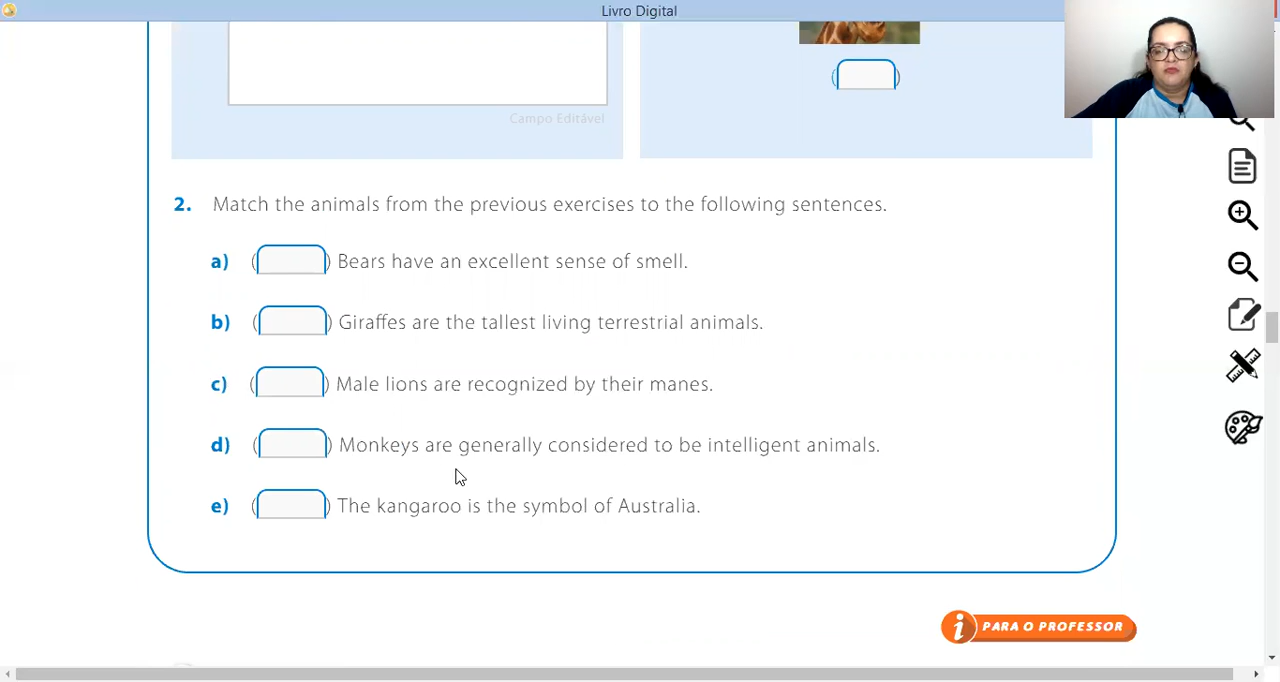 Livro Digital
Campo Editável
2. Match the animals from the previous exercises to the following sentences.
a) ( ) Bears have an excellent sense of smell.
b) ( ) Giraffes are the tallest living terrestrial animals.
c) ( ) Male lions are recognized by their manes.
d) ( ) Monkeys are generally considered to be intelligent animals.
e) ( ) The kangaroo is the symbol of Australia.
i PARA O PROFESSOR